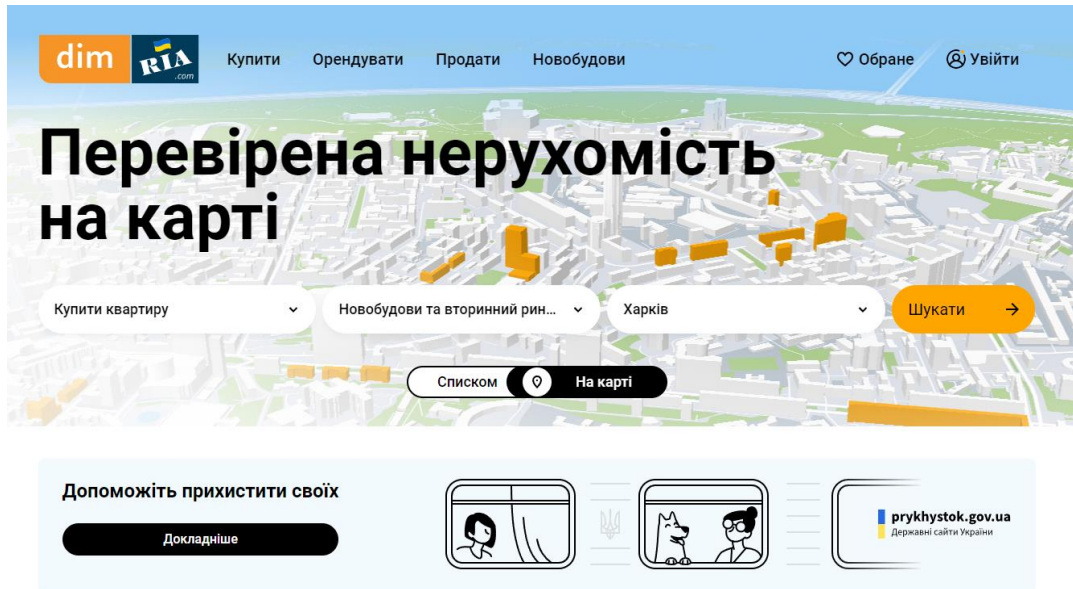 dim RIA .com
Купити Орендувати Продати Новобудови Обране Увійти
Перевірена нерухомість
на карті
Купити квартиру Новобудови та вторинний рин... Харків Шукати
Списком На карті
Допоможіть прихистити своїх
Докладніше
prykhystok.gov.ua
Державні сайти України